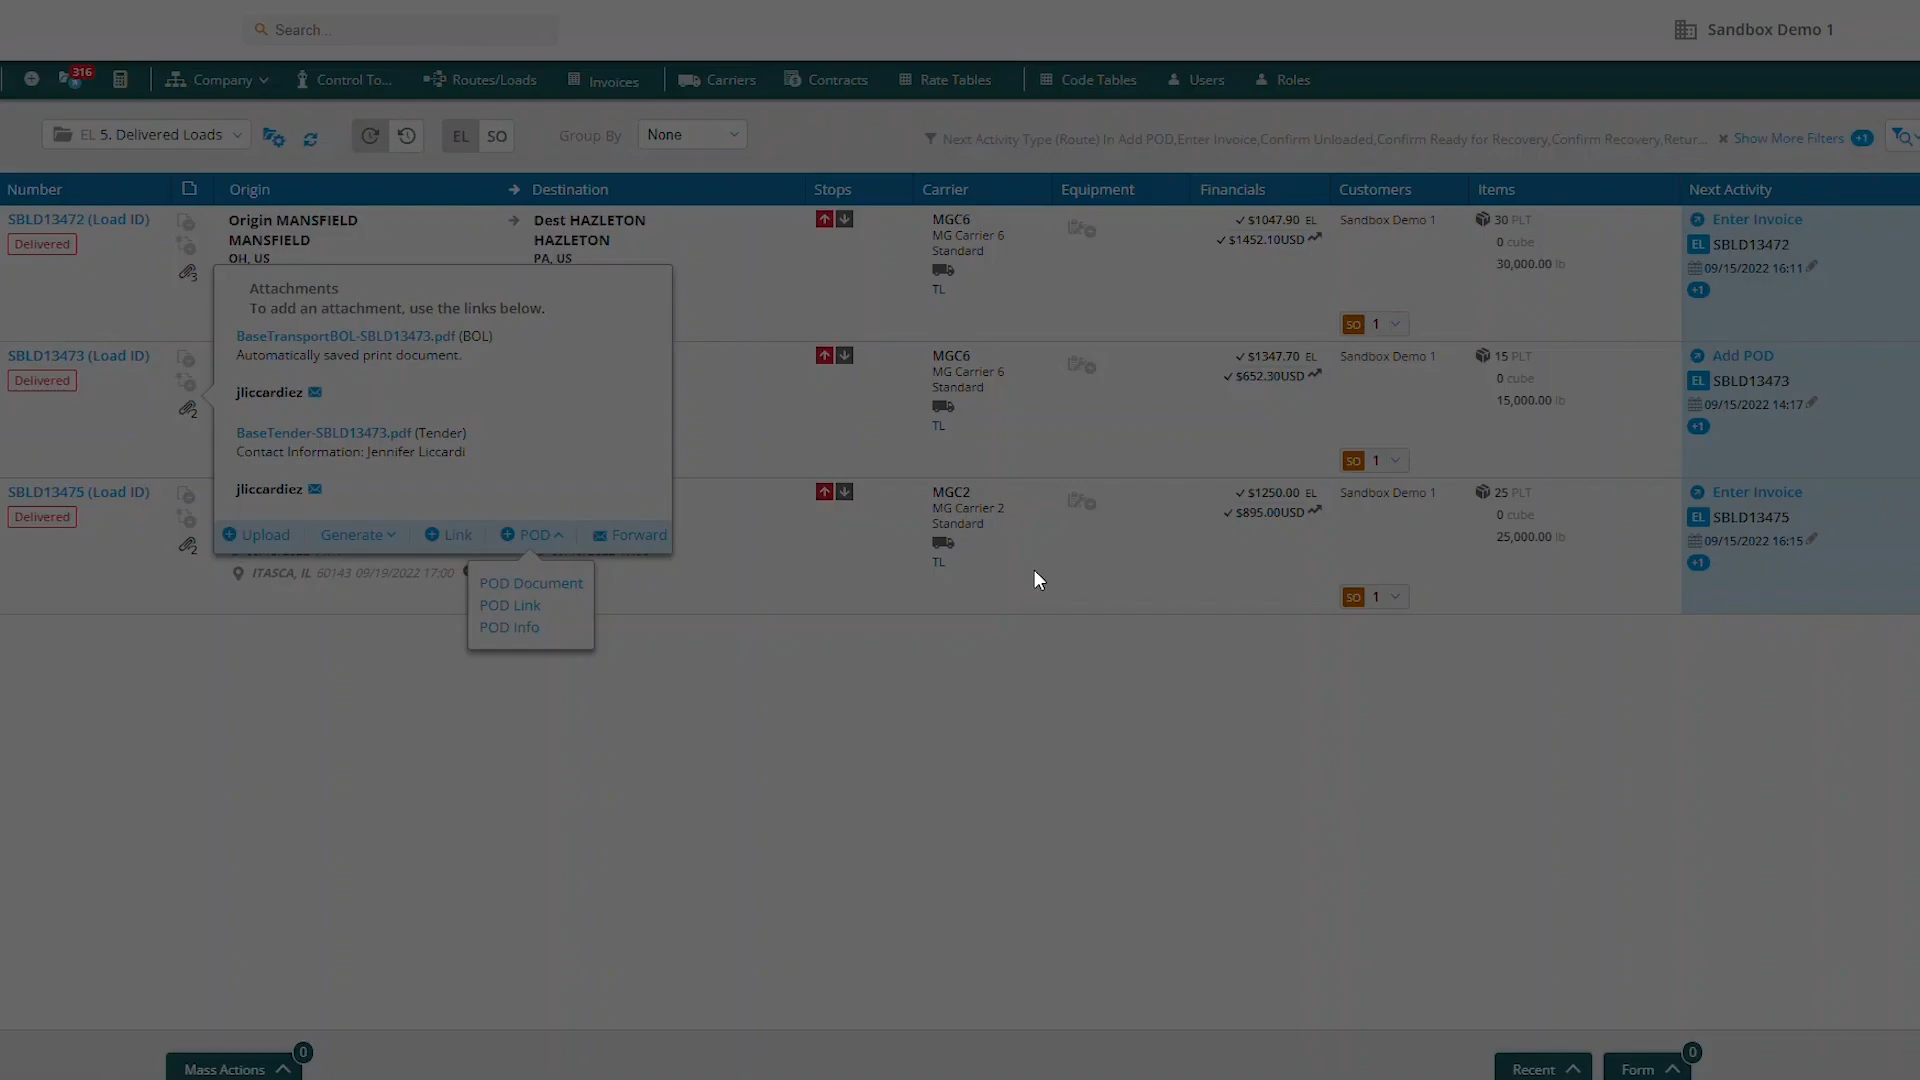 Search...
Sandbox Demo 1
316
Company
Control To...
Routes/Loads
Invoices
Carriers
Contracts
Rate Tables
Code Tables
Users
Roles
EL 5. Delivered Loads
EL SO
Group By None
Next Activity Type (Route) In Add POD,Enter Invoice,Confirm Unloaded,Confirm Ready for Recovery,Confirm Recovery,Retur...
Show More Filters +1
Number Origin Destination Stops Carrier Equipment Financials Customers Items Next Activity
SBLD13472 (Load ID)
Delivered
3
Origin MANSFIELD
MANSFIELD
OH, US
Dest HAZLETON
HAZLETON
PA, US
MGC6
MG Carrier 6
Standard
TL
$1047.90 EL
$1452.10USD
Sandbox Demo 1
SO 1
30 PLT
0 cube
30,000.00 lb
Enter Invoice
EL SBLD13472
09/15/2022 16:11
+1
Attachments
To add an attachment, use the links below.
BaseTransportBOL-SBLD13473.pdf (BOL)
Automatically saved print document.
jliccardiez
BaseTender-SBLD13473.pdf (Tender)
Contact Information: Jennifer Liccardi
jliccardiez
Upload Generate Link POD Forward
POD Document
POD Link
POD Info
SBLD13473 (Load ID)
Delivered
2
MGC6
MG Carrier 6
Standard
TL
$1347.70 EL
$652.30USD
Sandbox Demo 1
SO 1
15 PLT
0 cube
15,000.00 lb
Add POD
EL SBLD13473
09/15/2022 14:17
+1
SBLD13475 (Load ID)
Delivered
2
ITASCA, IL 60143 09/19/2022 17:00
MGC2
MG Carrier 2
Standard
TL
$1250.00 EL
$895.00USD
Sandbox Demo 1
SO 1
25 PLT
0 cube
25,000.00 lb
Enter Invoice
EL SBLD13475
09/15/2022 16:15
+1
Mass Actions 0
Recent
Form 0